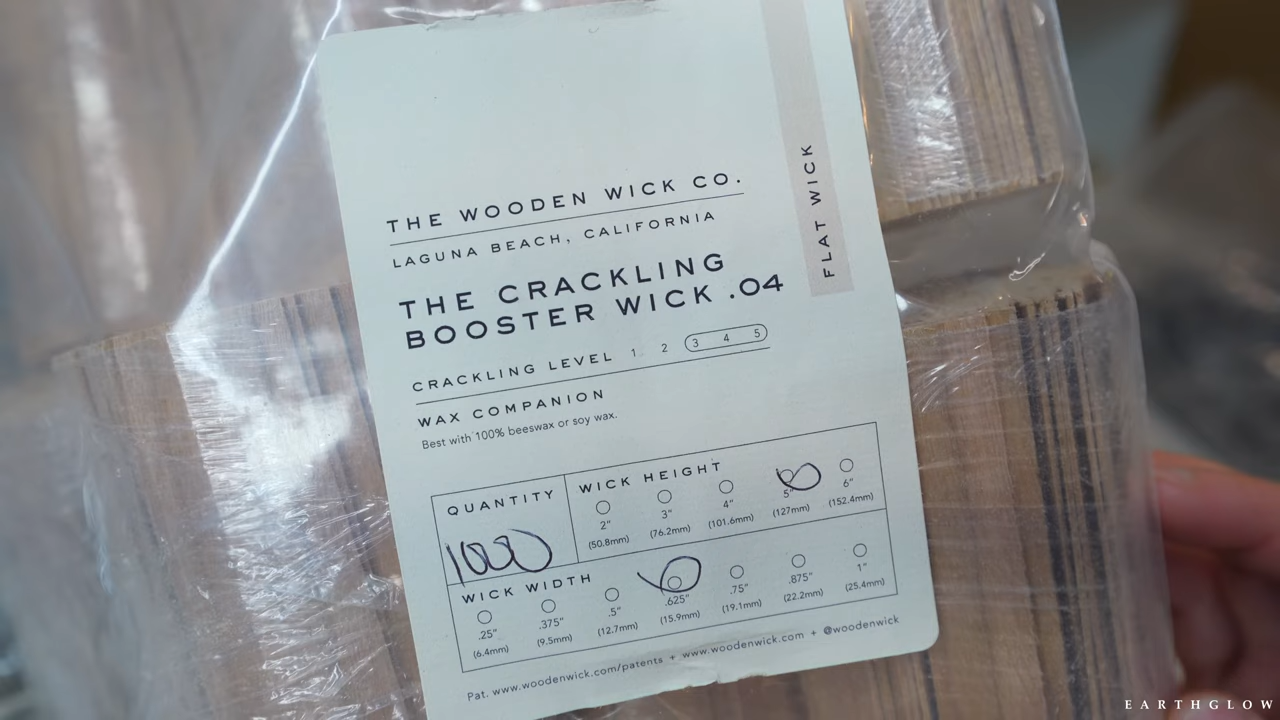 THE WOODEN WICK CO.
LAGUNA BEACH, CALIFORNIA
THE CRACKLING
BOOSTER WICK .04
CRACKLING LEVEL 1 2 3 4 5
WAX COMPANION
Best with 100% beeswax or soy wax.
FLAT WICK
QUANTITY
1000
WICK HEIGHT
2" 3" 4" 5" 6"
(50.8mm) (76.2mm) (101.6mm) (127mm) (152.4mm)
WICK WIDTH
.25" .375" .5" .625" .75" .875" 1"
(6.4mm) (9.5mm) (12.7mm) (15.9mm) (19.1mm) (22.2mm) (25.4mm)
Pat. www.woodenwick.com/patents + www.woodenwick.com + @woodenwick
EARTHGLOW